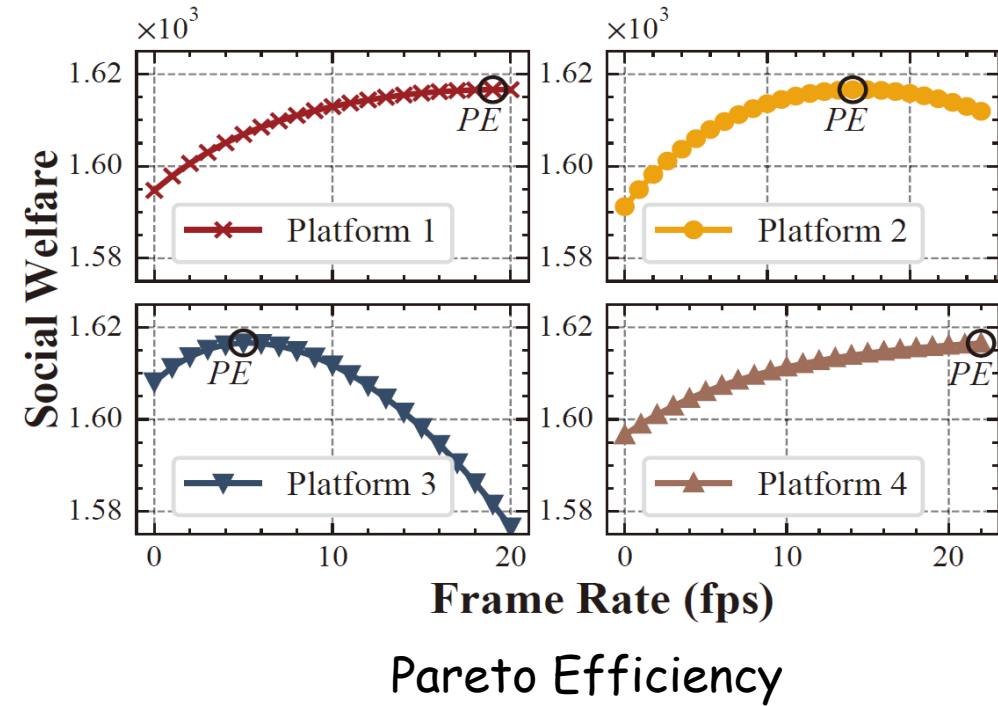 ×10³ ×10³
1.62 1.62
PE PE
1.60 1.60
Platform 1 Platform 2
1.58 1.58
Social Welfare
1.62 1.62
PE PE
1.60 1.60
Platform 3 Platform 4
1.58 1.58
0 10 20 0 10 20
Frame Rate (fps)
Pareto Efficiency